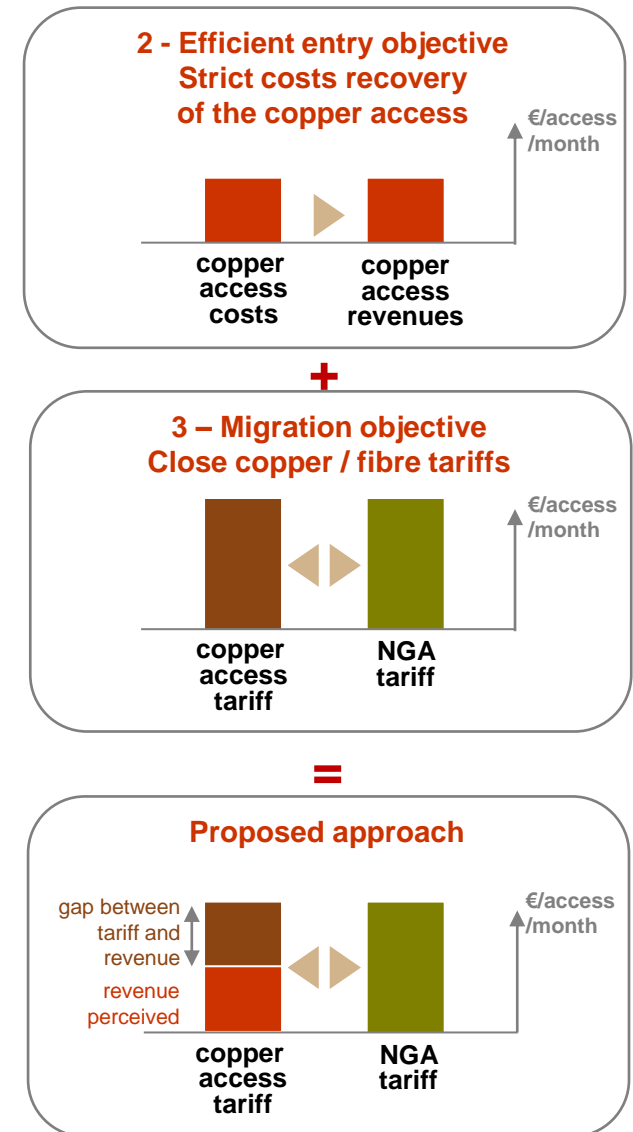 2 - Efficient entry objective
Strict costs recovery
of the copper access
€/access
/month
copper
access
costs
copper
access
revenues
+
3 – Migration objective
Close copper / fibre tariffs
€/access
/month
copper
access
tariff
NGA
tariff
=
Proposed approach
gap between
tariff and
revenue
revenue
perceived
€/access
/month
copper
access
tariff
NGA
tariff